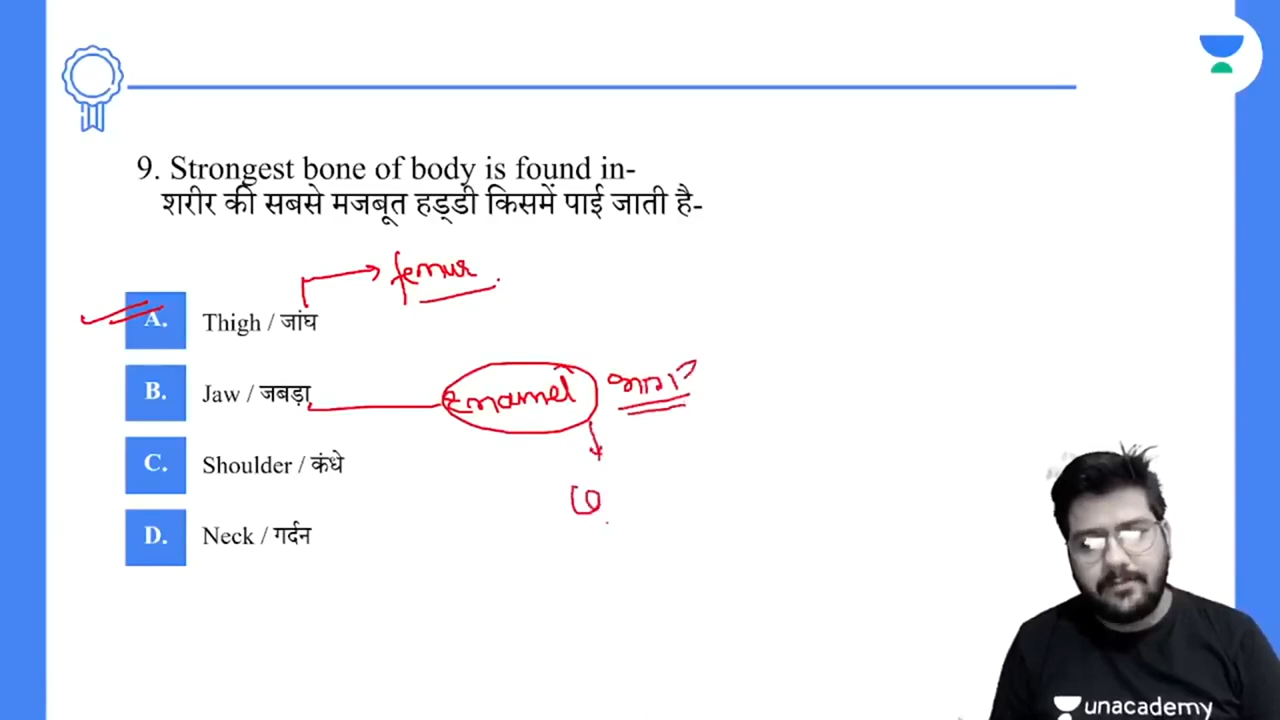 9. Strongest bone of body is found in-
शरीर की सबसे मजबूत हड्डी किसमें पाई जाती है-
femur
A. Thigh / जांघ
B. Jaw / जबड़ा
Enamel
C. Shoulder / कंधे
D. Neck / गर्दन
unacademy